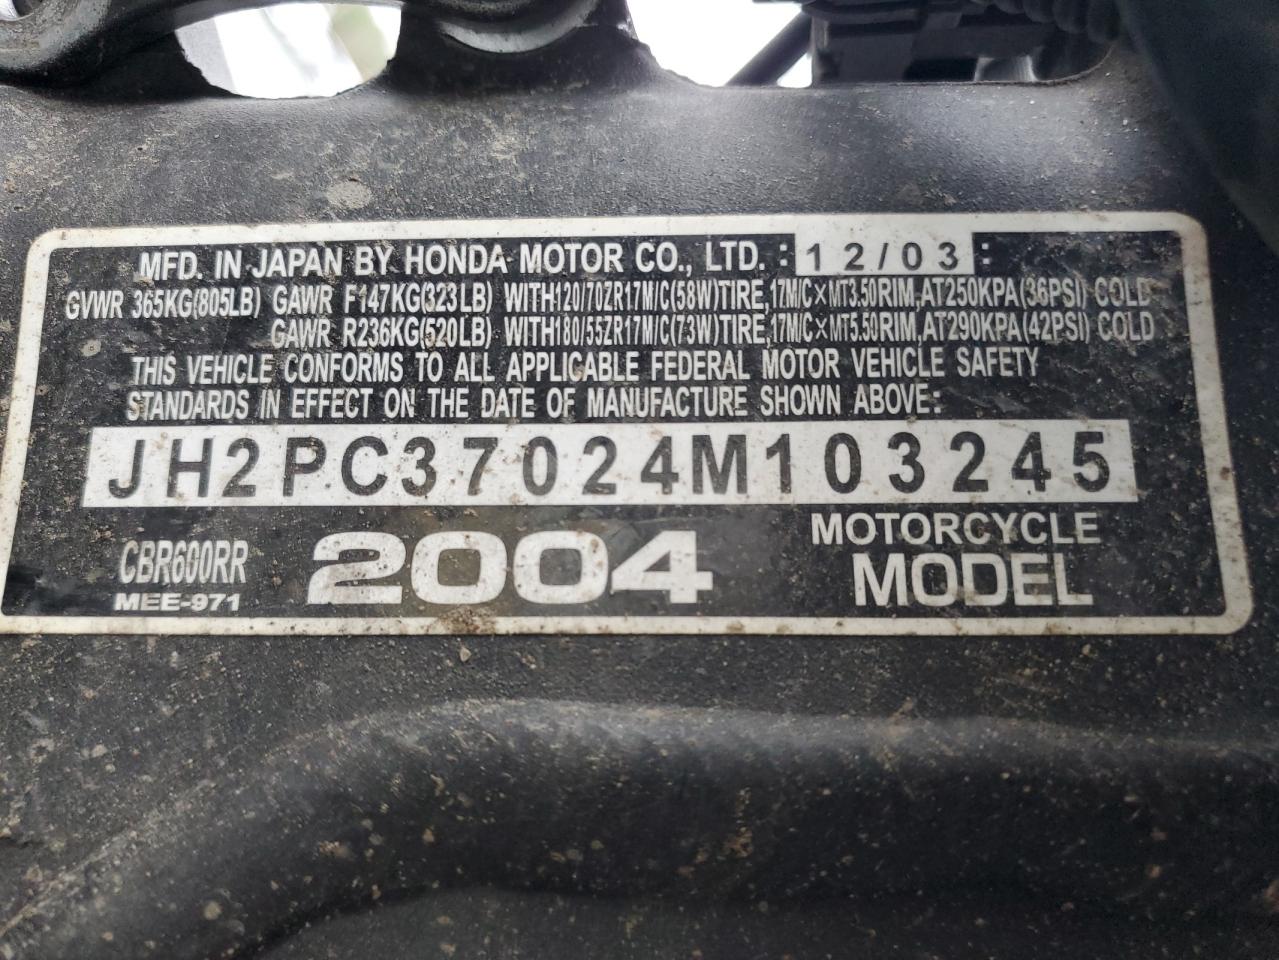 MFD. IN JAPAN BY HONDA MOTOR CO., LTD. : 12/03 :
GVWR 365KG(805LB) GAWR F147KG(323LB) WITH120/70ZR17M/C(58W)TIRE,17M/C×MT3.50RIM,AT250KPA(36PSI) COLD
GAWR R236KG(520LB) WITH180/55ZR17M/C(73W)TIRE,17M/C×MT5.50RIM,AT290KPA(42PSI) COLD
THIS VEHICLE CONFORMS TO ALL APPLICABLE FEDERAL MOTOR VEHICLE SAFETY
STANDARDS IN EFFECT ON THE DATE OF MANUFACTURE SHOWN ABOVE:
JH2PC37024M103245
CBR600RR
MEE-971
2004
MOTORCYCLE
MODEL